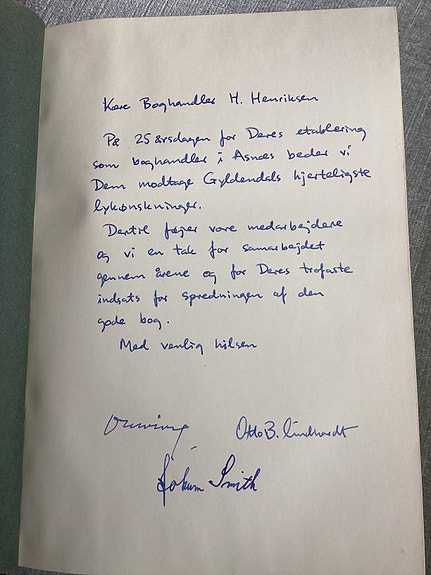 Kære Boghandler H. Henriksen
På 25 årsdagen for Deres etablering
som boghandler i Asnæs beder vi
Dem modtage Gyldendals hjerteligste
lykønskninger.
Dertil føjer vore medarbejdere
og vi en tak for samarbejdet
gennem årene og for Deres trofaste
indsats for spredningen af den
gode bog.
Med venlig hilsen
Otto B. Lindhardt
Smith